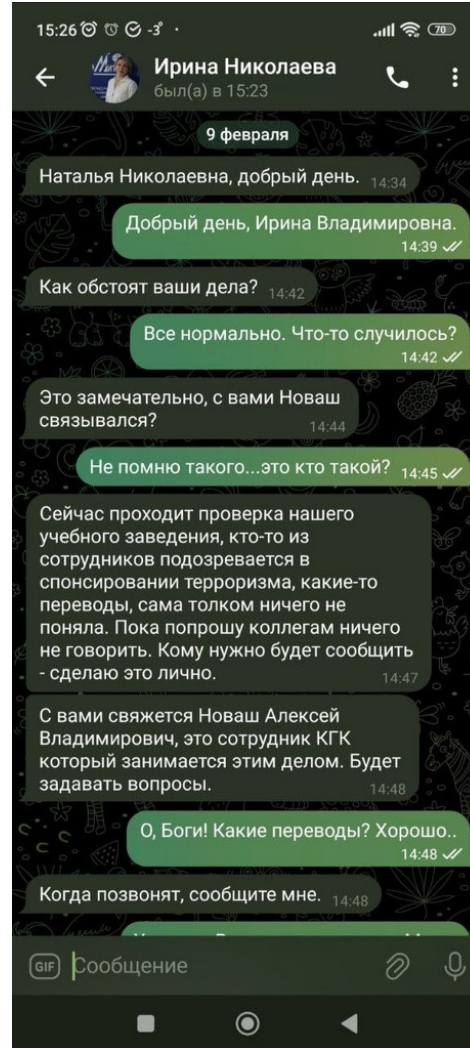 15:26 -3° ·
70
Ирина Николаева
был(а) в 15:23
9 февраля
Наталья Николаевна, добрый день. 14:34
Добрый день, Ирина Владимировна.
14:39
Как обстоят ваши дела? 14:42
Все нормально. Что-то случилось?
14:42
Это замечательно, с вами Новаш
связывался? 14:44
Не помню такого...это кто такой? 14:45
Сейчас проходит проверка нашего
учебного заведения, кто-то из
сотрудников подозревается в
спонсировании терроризма, какие-то
переводы, сама толком ничего не
поняла. Пока попрошу коллегам ничего
не говорить. Кому нужно будет сообщить
- сделаю это лично. 14:47
С вами свяжется Новаш Алексей
Владимирович, это сотрудник КГК
который занимается этим делом. Будет
задавать вопросы. 14:48
О, Боги! Какие переводы? Хорошо..
14:48
Когда позвонят, сообщите мне. 14:48
GIF Сообщение